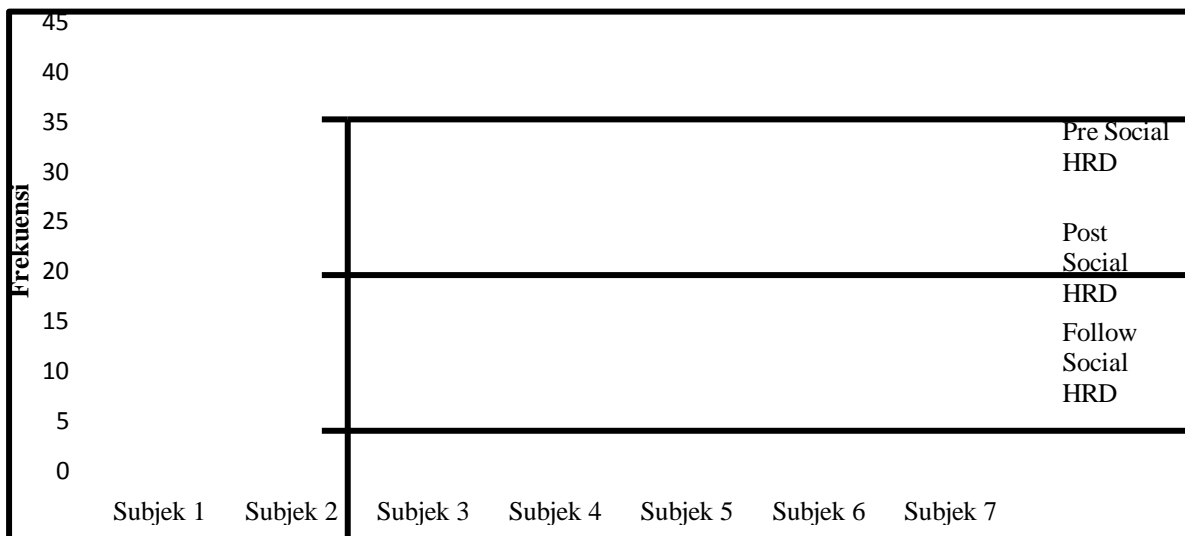 45
40
35
30
25
20
15
10
5
0
Frekuensi
Subjek 1 Subjek 2 Subjek 3 Subjek 4 Subjek 5 Subjek 6 Subjek 7
Pre Social
HRD
Post
Social
HRD
Follow
Social
HRD